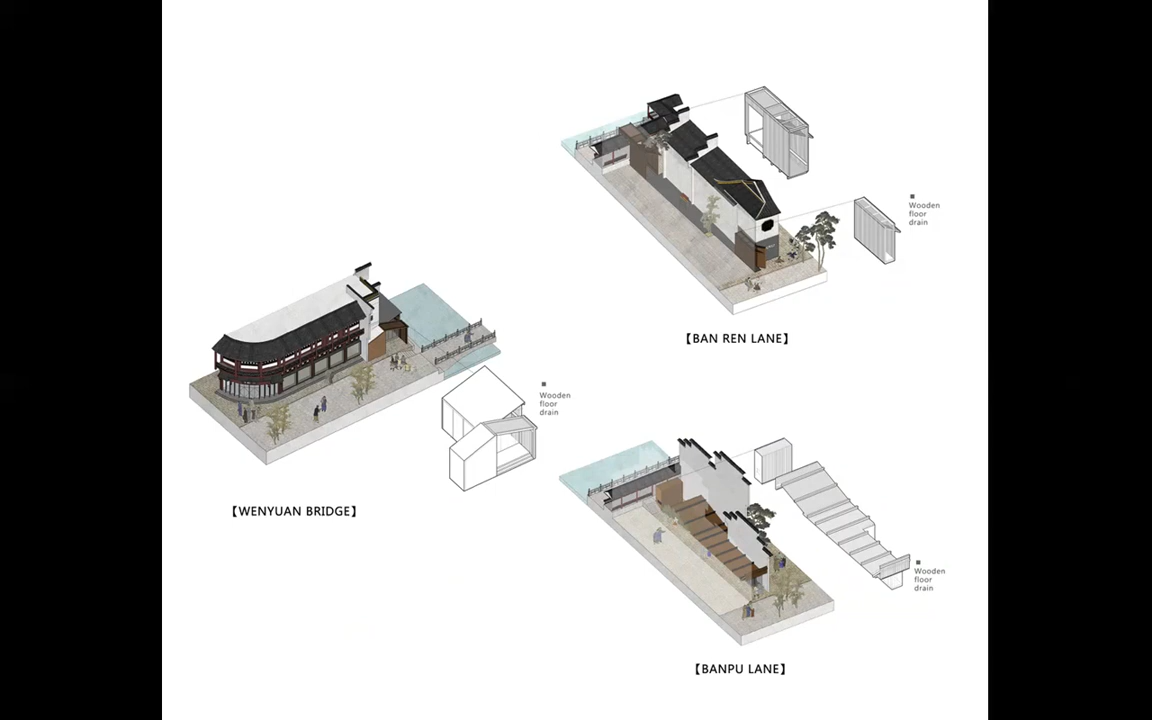 Wooden
floor
drain
【BAN REN LANE】
Wooden
floor
drain
【WENYUAN BRIDGE】
Wooden
floor
drain
【BANPU LANE】